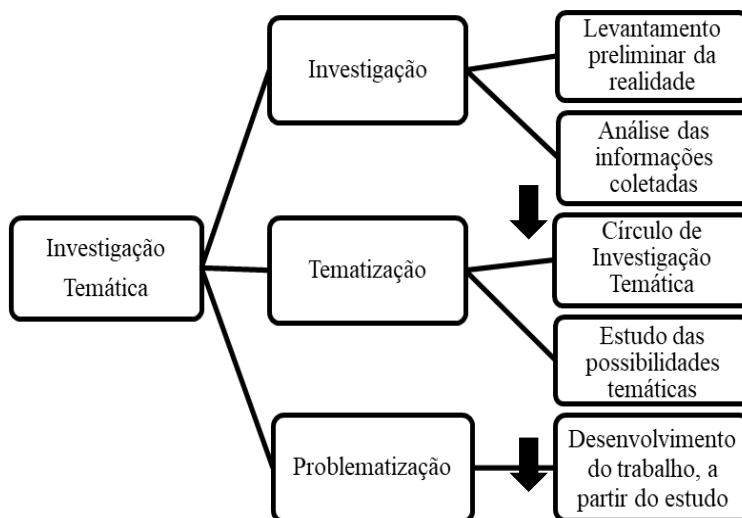 Investigação
Temática
Investigação
Levantamento
preliminar da
realidade
Análise das
informações
coletadas
Tematização
Círculo de
Investigação
Temática
Estudo das
possibilidades
temáticas
Problematização
Desenvolvimento
do trabalho, a
partir do estudo